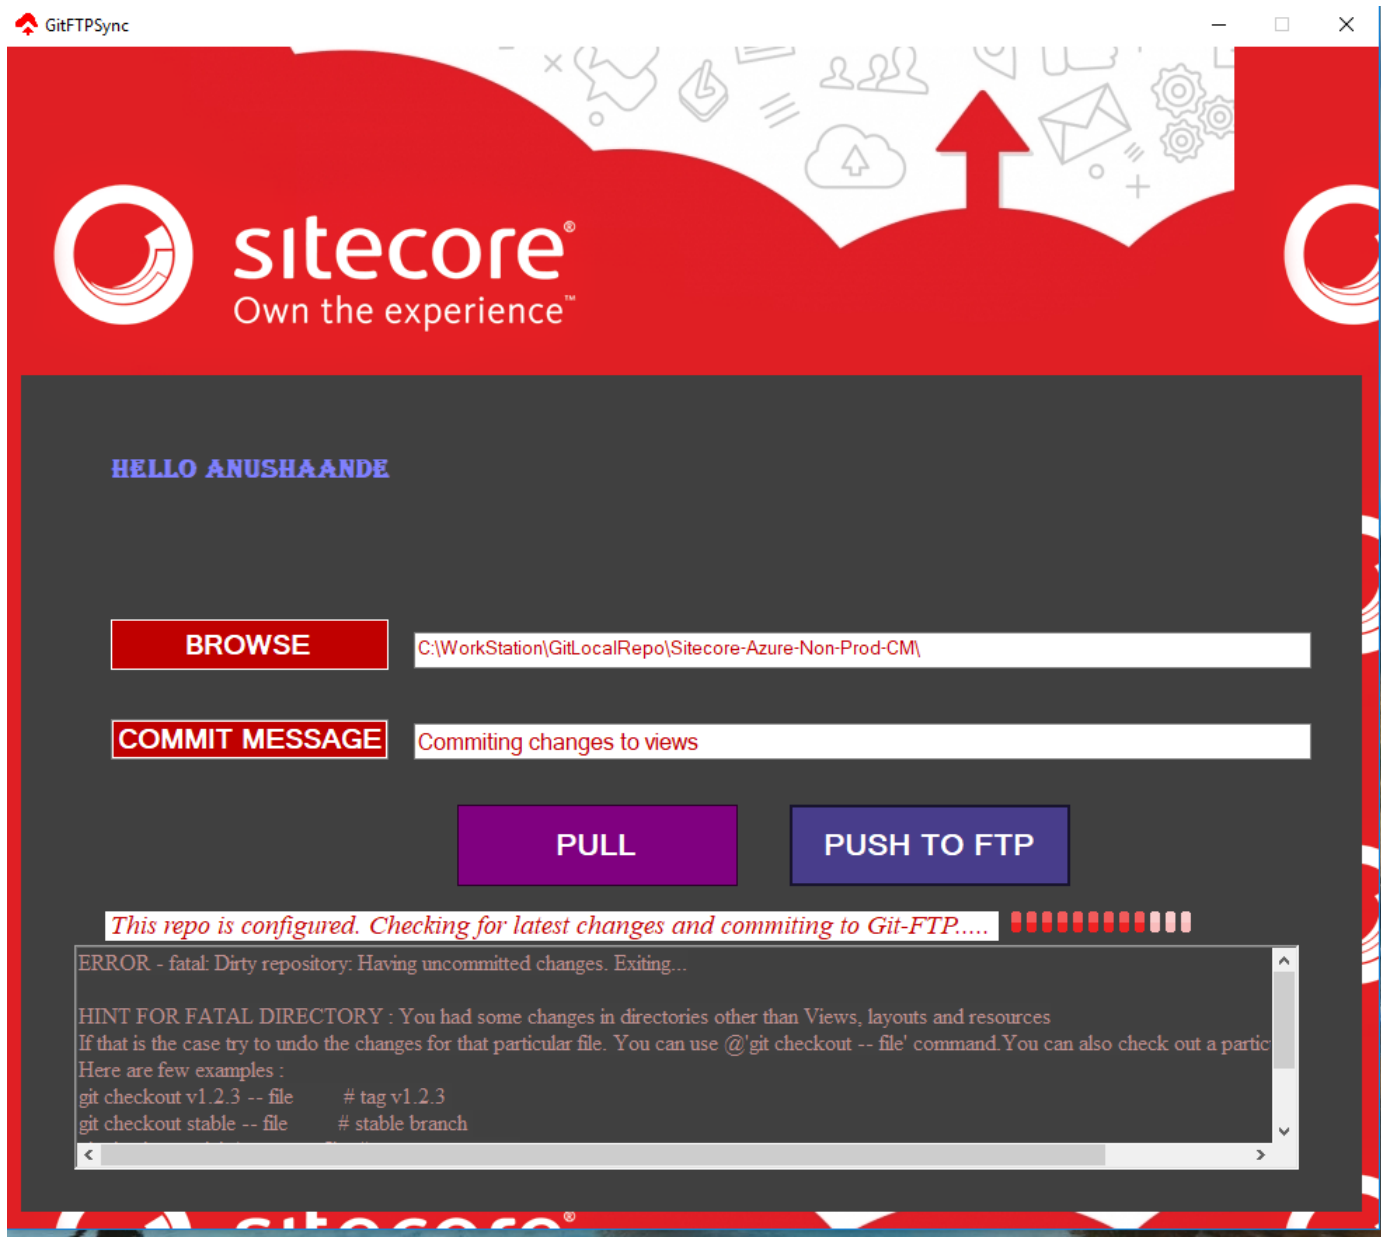 GitFTPSync
sitecore®
Own the experience™
HELLO ANUSHAANDE
BROWSE
C:\WorkStation\GitLocalRepo\Sitecore-Azure-Non-Prod-CM\
COMMIT MESSAGE
Commiting changes to views
PULL
PUSH TO FTP
This repo is configured. Checking for latest changes and commiting to Git-FTP.....
ERROR - fatal: Dirty repository: Having uncommitted changes. Exiting...
HINT FOR FATAL DIRECTORY : You had some changes in directories other than Views, layouts and resources
If that is the case try to undo the changes for that particular file. You can use @'git checkout -- file' command.You can also check out a partic
Here are few examples :
git checkout v1.2.3 -- file # tag v1.2.3
git checkout stable -- file # stable branch
sitecore®